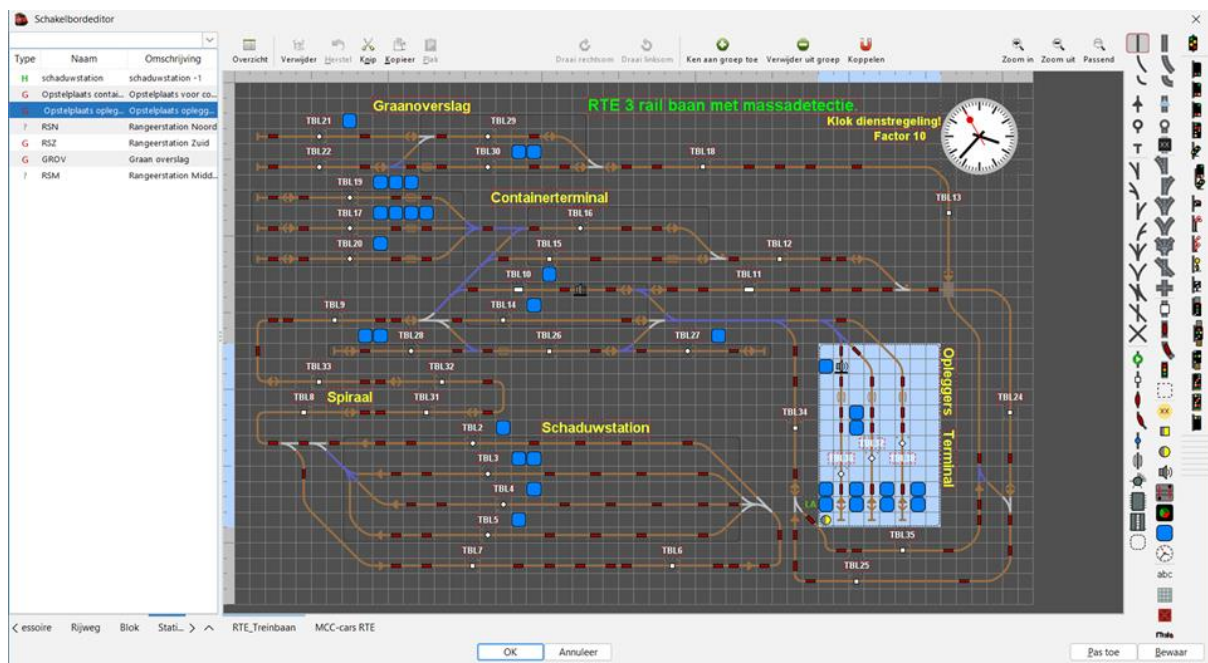 Schakelbordeditor
Overzicht Verwijder Herstel Knip Kopieer Plak Draai rechtsom Draai linksom Ken aan groep toe Verwijder uit groep Koppelen Zoom in Zoom uit Passend
Type Naam Omschrijving
H schaduwstation schaduwstation -1
G Opstelplaats contai... Opstelplaats voor co...
G Opstelplaats opleg... Opstelplaats oplegg...
? RSN Rangeerstation Noord
G RSZ Rangeerstation Zuid
G GROV Graan overslag
? RSM Rangeerstation Midd...
Graanoverslag
RTE 3 rail baan met massadetectie.
Klok dienstregeling!
Factor 10
TBL21 TBL29
TBL22 TBL30 TBL18
TBL19
Containerterminal
TBL13
TBL17 TBL16
TBL20 TBL15 TBL12
TBL10 TBL11
TBL9 TBL14
TBL28 TBL26 TBL27
Opleggers Terminal
TBL33 TBL32
TBL8 Spiraal TBL31 TBL34 TBL24
TBL2 Schaduwstation
TBL3
TBL4
LA
TBL5
TBL35
TBL7 TBL6
TBL25
T
XX
abc
essoire Rijweg Blok Stati... RTE_Treinbaan MCC-cars RTE
OK Annuleer Pas toe Bewaar